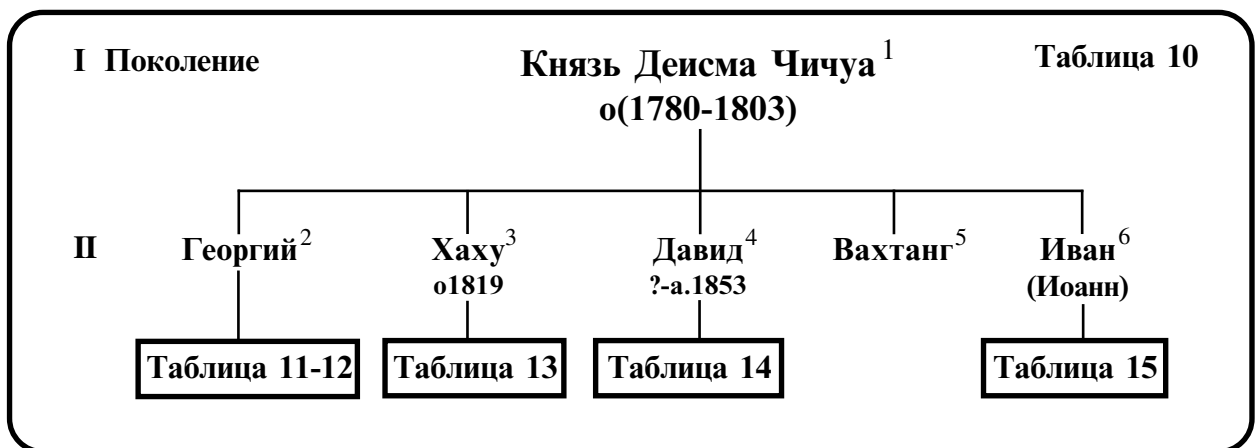 I Поколение Князь Деисма Чичуа 1 Таблица 10
о(1780-1803)
II Георгий 2 Хаху 3 Давид 4 Вахтанг 5 Иван 6
о1819 ?-а.1853 (Иоанн)
Таблица 11-12 Таблица 13 Таблица 14 Таблица 15